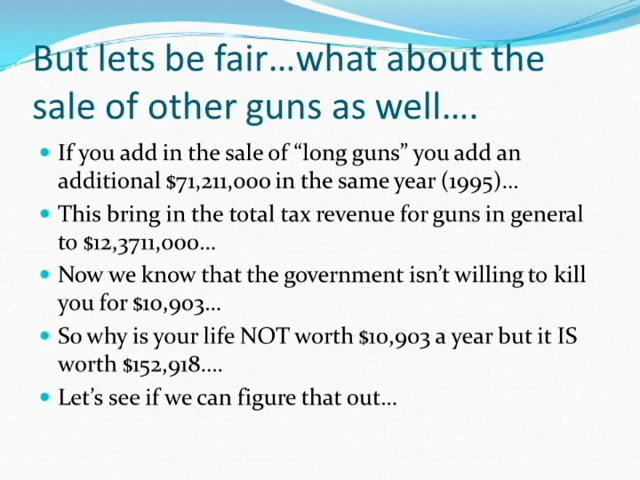 But lets be fair...what about the
sale of other guns as well....
• If you add in the sale of “long guns” you add an
additional $71,211,000 in the same year (1995)...
• This bring in the total tax revenue for guns in general
to $12,3711,000...
• Now we know that the government isn’t willing to kill
you for $10,903...
• So why is your life NOT worth $10,903 a year but it IS
worth $152,918....
• Let’s see if we can figure that out...